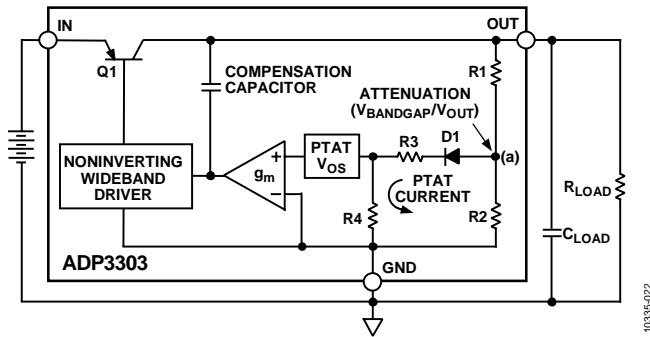 IN
OUT
Q1
COMPENSATION
CAPACITOR
R1
ATTENUATION
(VBANDGAP/VOUT)
D1
R3
(a)
PTAT
VOS
NONINVERTING
WIDEBAND
DRIVER
gm
+
−
PTAT
CURRENT
R4
R2
RLOAD
CLOAD
ADP3303
GND
10335-022